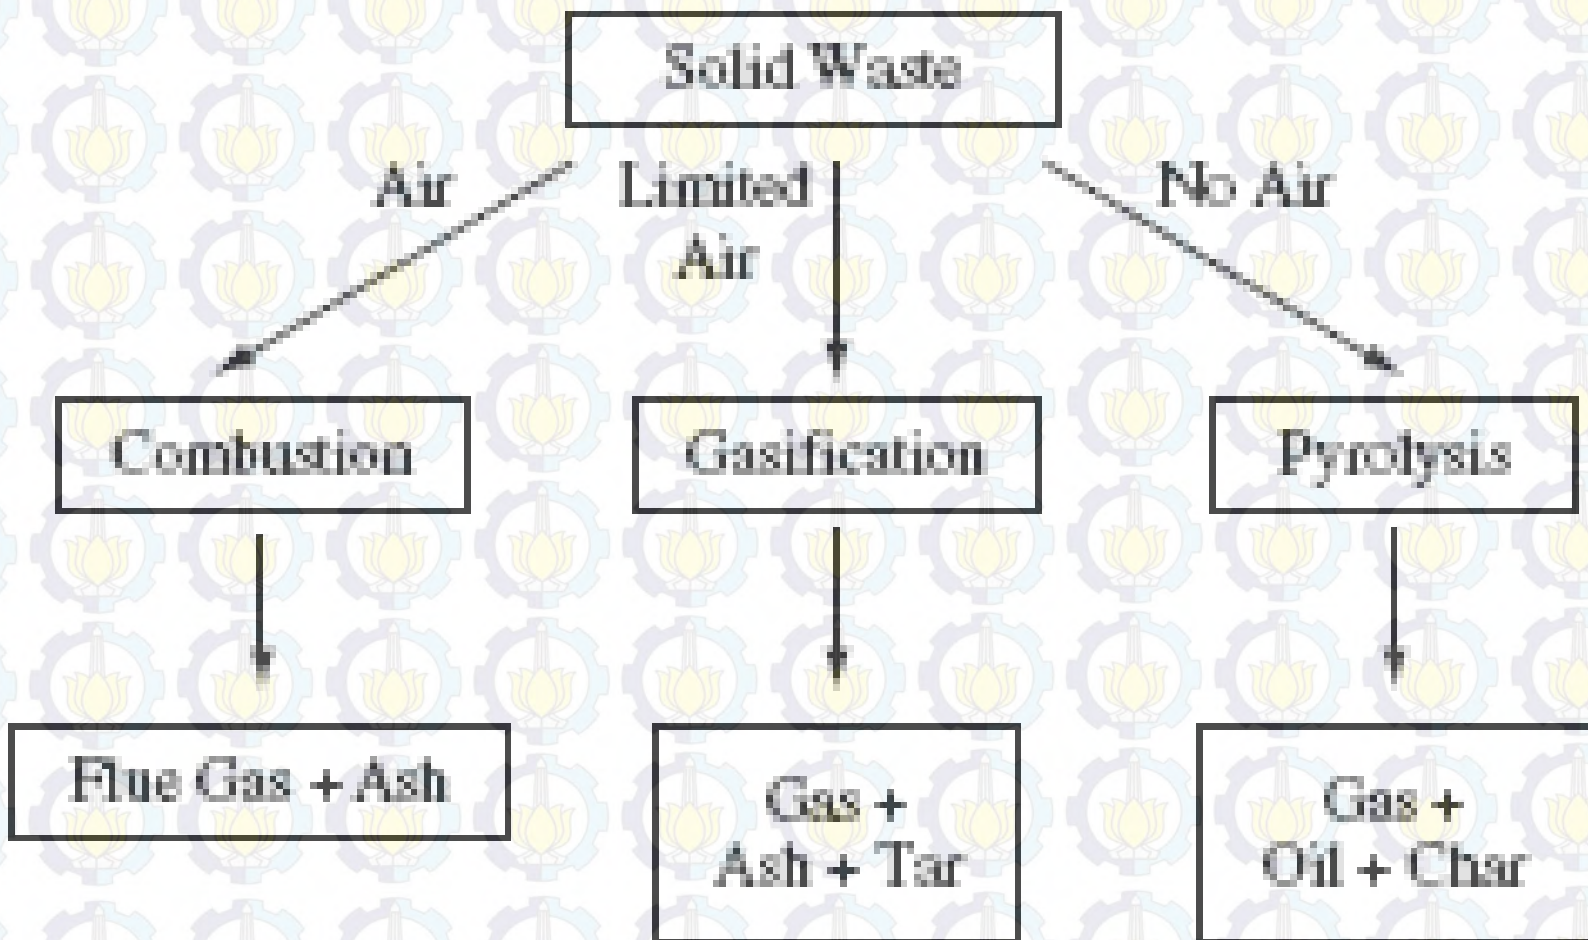 Solid Waste
Air
Limited
Air
No Air
Combustion
Gasification
Pyrolysis
Flue Gas + Ash
Gas +
Ash + Tar
Gas +
Oil + Char